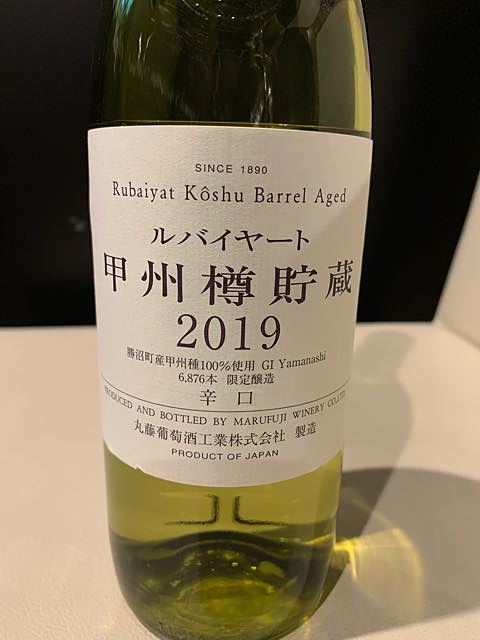 SINCE 1890
Rubaiyat Kôshu Barrel Aged
ルバイヤート
甲州樽貯蔵
2019
勝沼町産甲州種100%使用 GI Yamanashi
6,876本 限定醸造
辛口
PRODUCED AND BOTTLED BY MARUFUJI WINERY CO.,LTD.
丸藤葡萄酒工業株式会社 製造
PRODUCT OF JAPAN